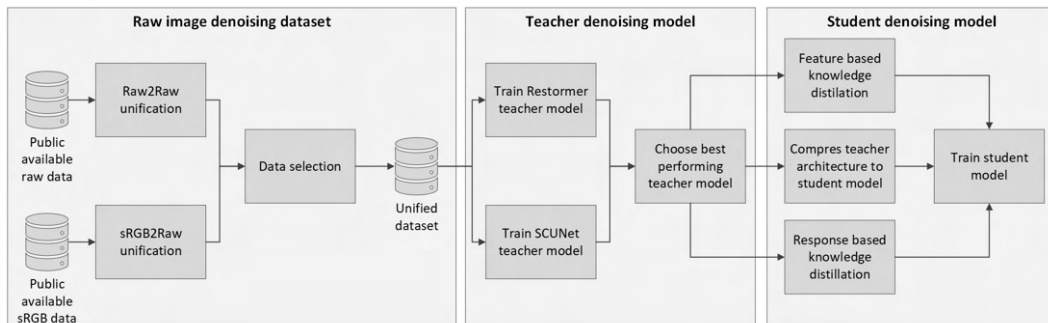 Raw image denoising dataset
Public
available
raw data
Raw2Raw
unification
Public
available
sRGB data
sRGB2Raw
unification
Data selection
Unified
dataset
Teacher denoising model
Train Restormer
teacher model
Train SCUNet
teacher model
Choose best
performing
teacher model
Student denoising model
Feature based
knowledge
distilation
Compres teacher
architecture to
student model
Response based
knowledge
distillation
Train student
model